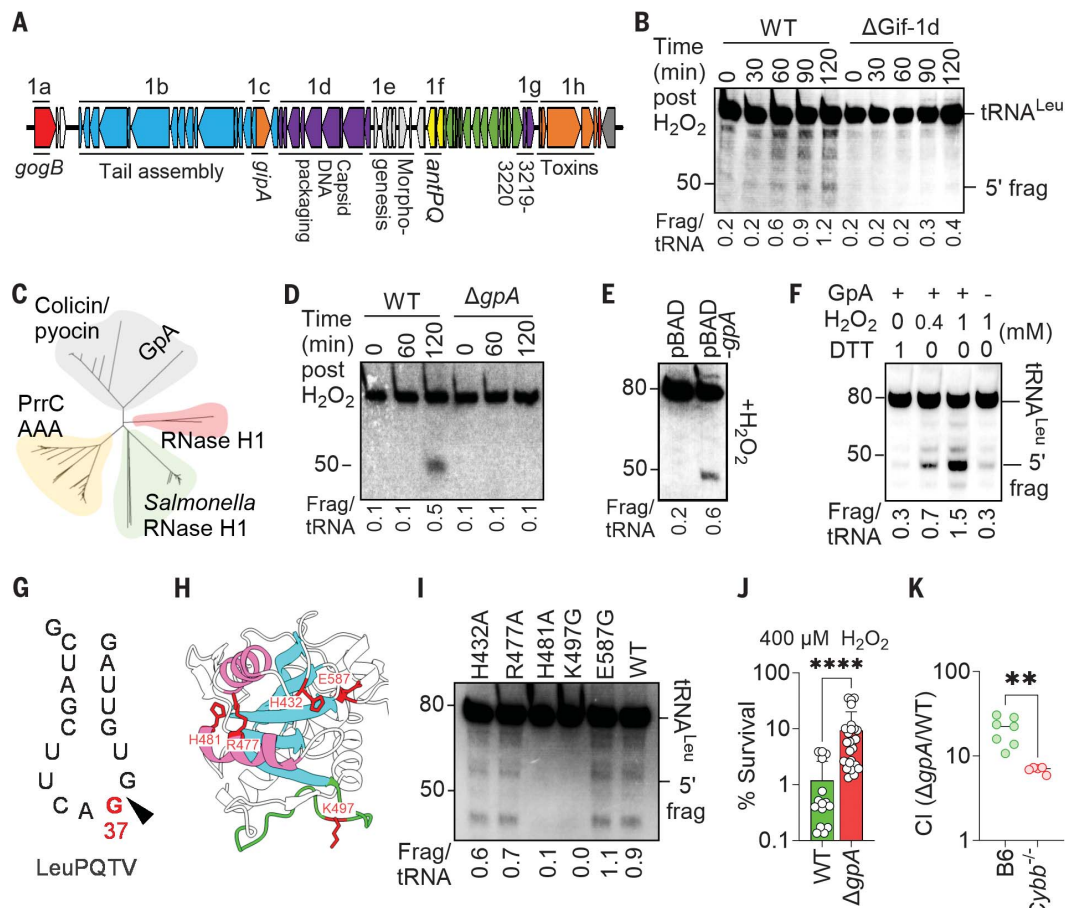 A
1a 1b 1c 1d 1e 1f 1g 1h
gogB
Tail assembly
gipA
DNA
packaging
Capsid
Morpho-
genesis
antPQ
3219-
3220
Toxins
B
WT ΔGif-1d
Time
(min)
post
H2O2
0 30 60 90 120 0 30 60 90 120
tRNA^Leu
50
5' frag
Frag/
tRNA
0.2 0.2 0.6 0.9 1.2 0.2 0.2 0.2 0.3 0.4
C
Colicin/
pyocin
GpA
PrrC
AAA
RNase H1
Salmonella
RNase H1
D
WT ΔgpA
Time
(min)
post
H2O2
0 60 120 0 60 120
50
Frag/
tRNA
0.1 0.1 0.5 0.1 0.1 0.1
E
pBAD
pBAD
-gpA
80
50
+H2O2
Frag/
tRNA
0.2 0.6
F
GpA + + + -
H2O2 0 0.4 1 1 (mM)
DTT 1 0 0 0
80
50
tRNA^Leu
5'
frag
Frag/
tRNA
0.3 0.7 1.5 0.3
G
G
C G
U A
A U
G U
C G
U U
U G
C A G
37
LeuPQTV
H
E587
H432
H481
R477
K497
I
H432A R477A H481A K497G E587G WT
80
50
tRNA^Leu
5'
frag
Frag/
tRNA
0.6 0.7 0.1 0.0 1.1 0.9
J
400 µM H2O2
****
% Survival
100
10
1
0.1
WT ΔgpA
K
**
CI (ΔgpA/WT)
100
10
1
B6 Cybb-/-